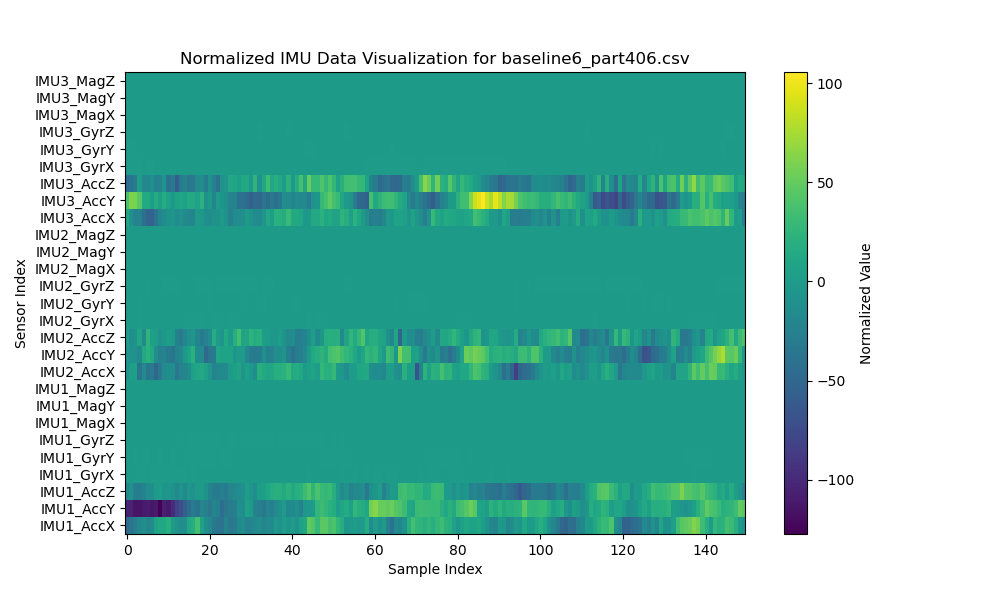 Normalized IMU Data Visualization for baseline6_part406.csv
IMU3_MagZ
IMU3_MagY
IMU3_MagX
IMU3_GyrZ
IMU3_GyrY
IMU3_GyrX
IMU3_AccZ
IMU3_AccY
IMU3_AccX
IMU2_MagZ
IMU2_MagY
IMU2_MagX
IMU2_GyrZ
IMU2_GyrY
IMU2_GyrX
IMU2_AccZ
IMU2_AccY
IMU2_AccX
IMU1_MagZ
IMU1_MagY
IMU1_MagX
IMU1_GyrZ
IMU1_GyrY
IMU1_GyrX
IMU1_AccZ
IMU1_AccY
IMU1_AccX
Sensor Index
0 20 40 60 80 100 120 140
Sample Index
100
50
0
−50
−100
Normalized Value